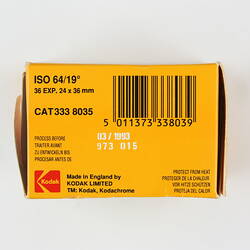 ISO 64/19°
36 EXP. 24 x 36 mm
CAT 333 8035
5 011373 338039
PROCESS BEFORE
TRAITER AVANT
ZU ENTWICKELN BIS
PROCESAR ANTES DE
03/1993
973 015
Kodak
Made in England by
KODAK LIMITED
TM: Kodak, Kodachrome
PROTECT FROM HEAT
PROTEGER DE LA CHALEUR
VOR HITZE SCHÜTZEN
PROTEJA DEL CALOR